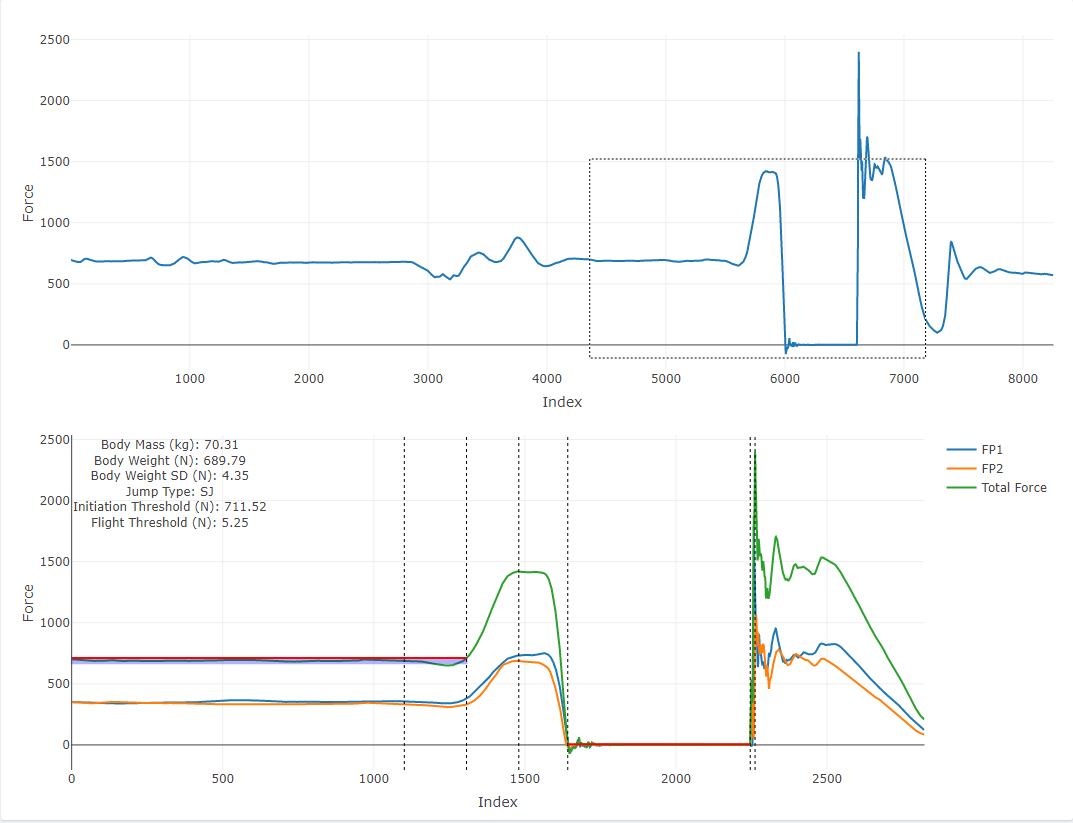 2500
2000
1500
1000
500
0
Force
1000 2000 3000 4000 5000 6000 7000 8000
Index
2500
2000
1500
1000
500
0
Force
Body Mass (kg): 70.31
Body Weight (N): 689.79
Body Weight SD (N): 4.35
Jump Type: SJ
Initiation Threshold (N): 711.52
Flight Threshold (N): 5.25
FP1
FP2
Total Force
0 500 1000 1500 2000 2500
Index